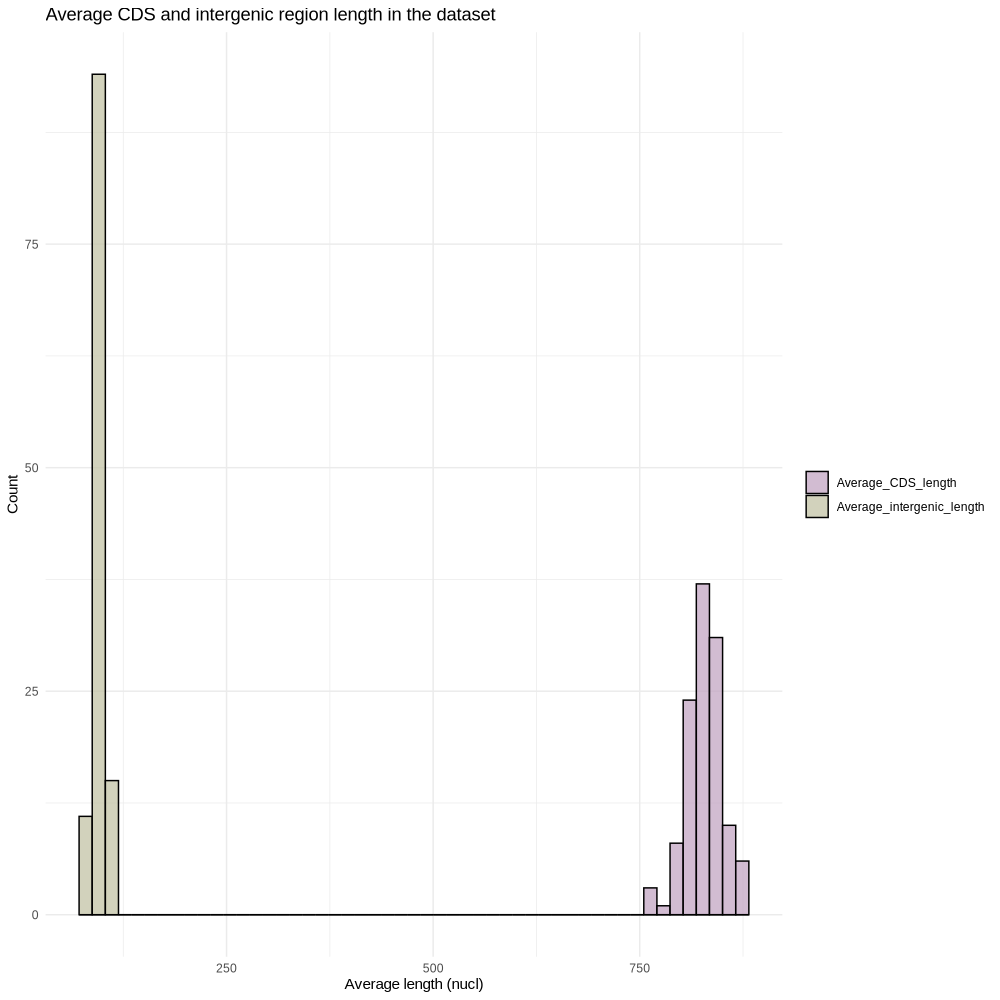 Average CDS and intergenic region length in the dataset
Count
75
50
25
0
250
500
750
Average length (nucl)
Average_CDS_length
Average_intergenic_length